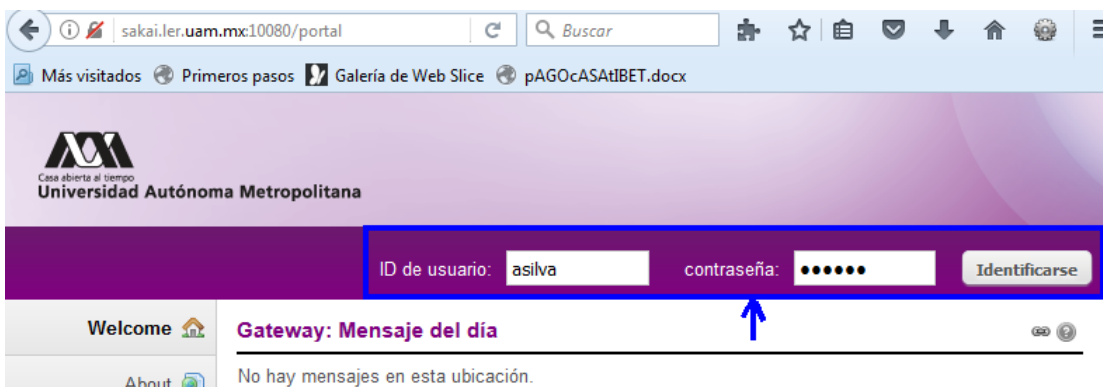 sakai.ler.uam.mx:10080/portal
Buscar
Más visitados Primeros pasos Galería de Web Slice pAGOcASAtIBET.docx
Casa abierta al tiempo
Universidad Autónoma Metropolitana
ID de usuario: asilva contraseña: ●●●●●● Identificarse
Welcome
Gateway: Mensaje del día
About
No hay mensajes en esta ubicación.